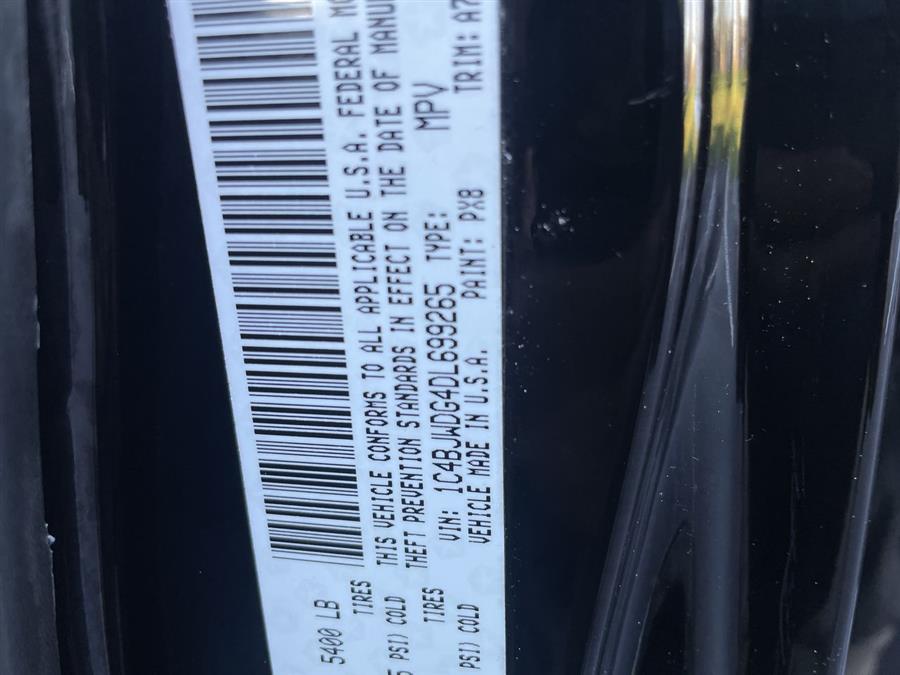 5400 LB
TIRES
PSI) COLD
THIS VEHICLE CONFORMS TO ALL APPLICABLE U.S.A. FEDERAL
THEFT PREVENTION STANDARDS IN EFFECT ON THE DATE OF MANU
VIN: 1C4BJWDG4DL699265 TYPE: MPV
TIRES
VEHICLE MADE IN U.S.A. PAINT: PX8 TRIM: A7
PSI) COLD